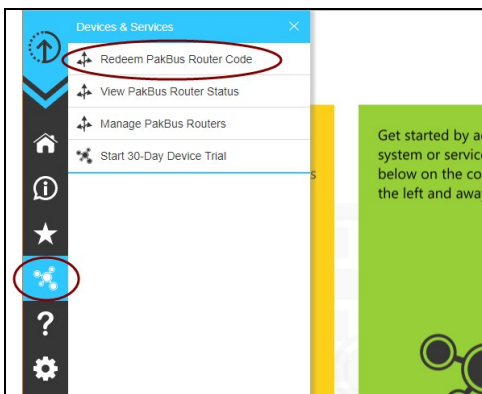 Devices & Services
Redeem PakBus Router Code
View PakBus Router Status
Manage PakBus Routers
Start 30-Day Device Trial
s
Get started by a
system or servic
below on the co
the left and awa